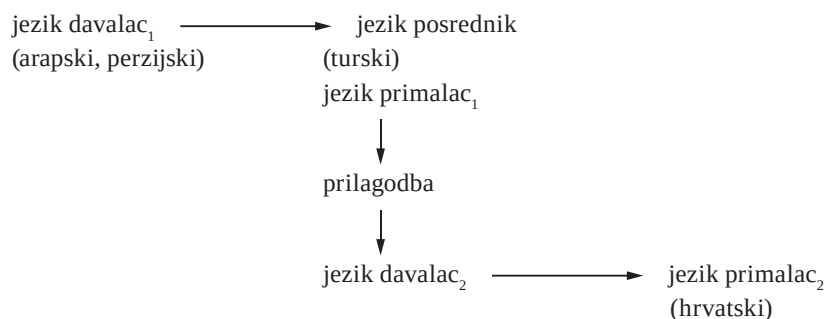 jezik davalac₁ jezik posrednik
(arapski, perzijski) (turski)
jezik primalac₁
prilagodba
jezik davalac₂ jezik primalac₂
(hrvatski)